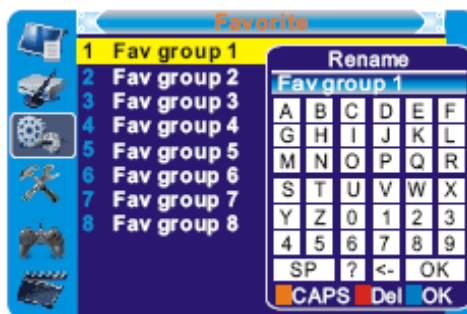 Favorite
1 Fav group 1
2 Fav group 2
3 Fav group 3
4 Fav group 4
5 Fav group 5
6 Fav group 6
7 Fav group 7
8 Fav group 8
Rename
Fav group 1
A B C D E F
G H I J K L
M N O P Q R
S T U V W X
Y Z 0 1 2 3
4 5 6 7 8 9
SP ? <- OK
CAPS Del OK